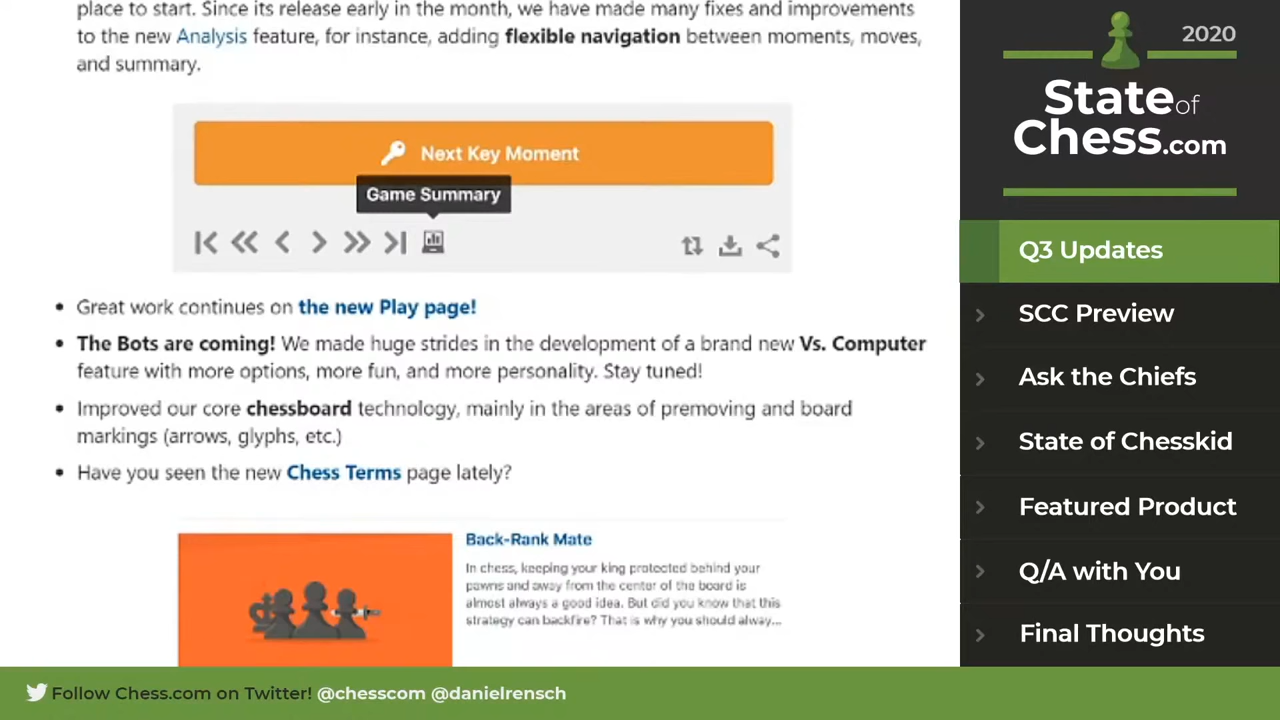 place to start. Since its release early in the month, we have made many fixes and improvements
to the new Analysis feature, for instance, adding flexible navigation between moments, moves,
and summary.
Next Key Moment
Game Summary
• Great work continues on the new Play page!
• The Bots are coming! We made huge strides in the development of a brand new Vs. Computer
feature with more options, more fun, and more personality. Stay tuned!
• Improved our core chessboard technology, mainly in the areas of premoving and board
markings (arrows, glyphs, etc.)
• Have you seen the new Chess Terms page lately?
Back-Rank Mate
In chess, keeping your king protected behind your
pawns and away from the center of the board is
almost always a good idea. But did you know that this
strategy can backfire? That is why you should alway...
2020
State of
Chess.com
Q3 Updates
SCC Preview
Ask the Chiefs
State of Chesskid
Featured Product
Q/A with You
Final Thoughts
Follow Chess.com on Twitter! @chesscom @danielrensch